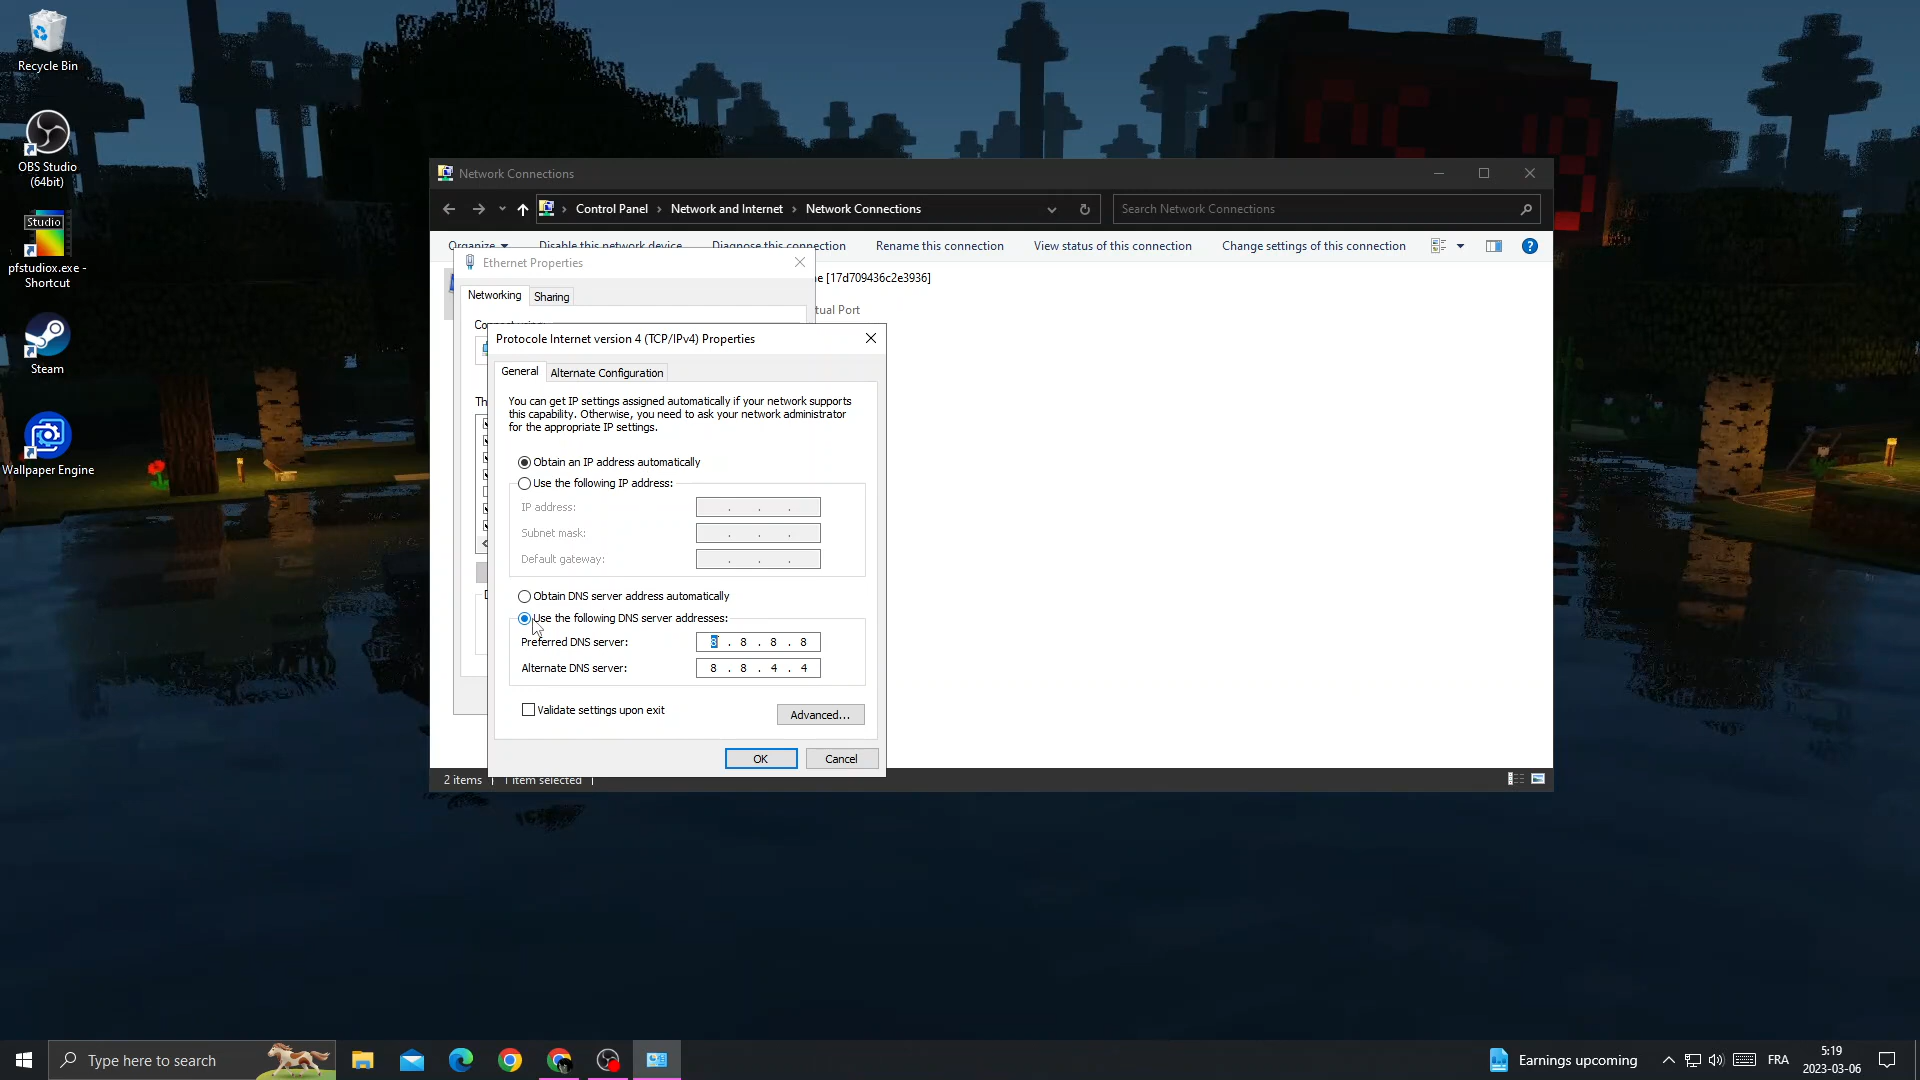 Recycle Bin
OBS Studio
(64bit)
Studio
pfstudiox.exe -
Shortcut
Steam
Wallpaper Engine
Network Connections
Control Panel
Network and Internet
Network Connections
Search Network Connections
Organize
Disable this network device
Diagnose this connection
Rename this connection
View status of this connection
Change settings of this connection
Ethernet Properties
[17d709436c2e3936]
Networking
Sharing
tual Port
Protocole Internet version 4 (TCP/IPv4) Properties
General
Alternate Configuration
You can get IP settings assigned automatically if your network supports
this capability. Otherwise, you need to ask your network administrator
for the appropriate IP settings.
Obtain an IP address automatically
Use the following IP address:
IP address:
. . .
Subnet mask:
. . .
Default gateway:
. . .
Obtain DNS server address automatically
Use the following DNS server addresses:
Preferred DNS server:
8 . 8 . 8 . 8
Alternate DNS server:
8 . 8 . 4 . 4
Validate settings upon exit
Advanced...
OK
Cancel
2 items
1 item selected
Type here to search
Earnings upcoming
FRA
5:19
2023-03-06